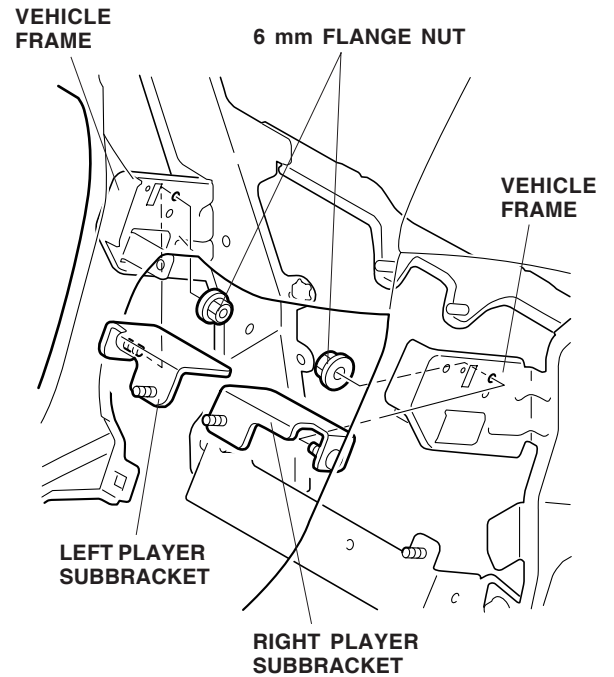 VEHICLE
FRAME
6 mm FLANGE NUT
VEHICLE
FRAME
LEFT PLAYER
SUBBRACKET
RIGHT PLAYER
SUBBRACKET